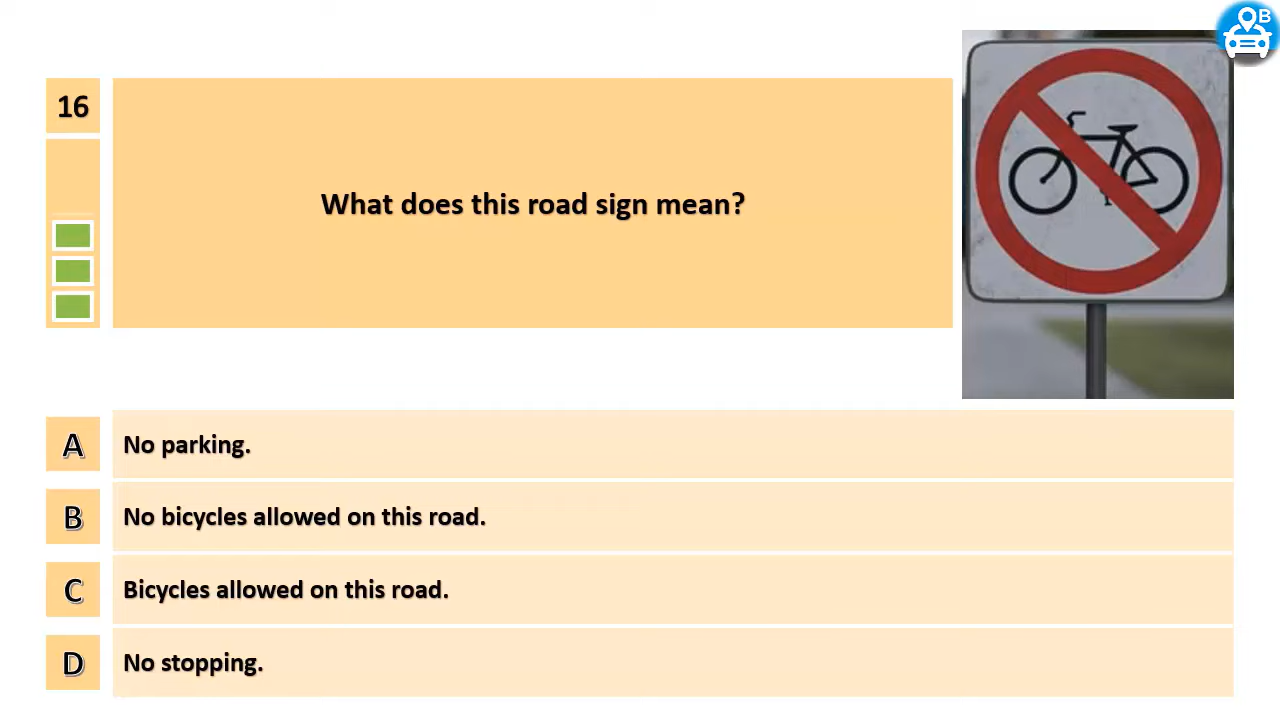 B
16
What does this road sign mean?
A
No parking.
B
No bicycles allowed on this road.
C
Bicycles allowed on this road.
D
No stopping.